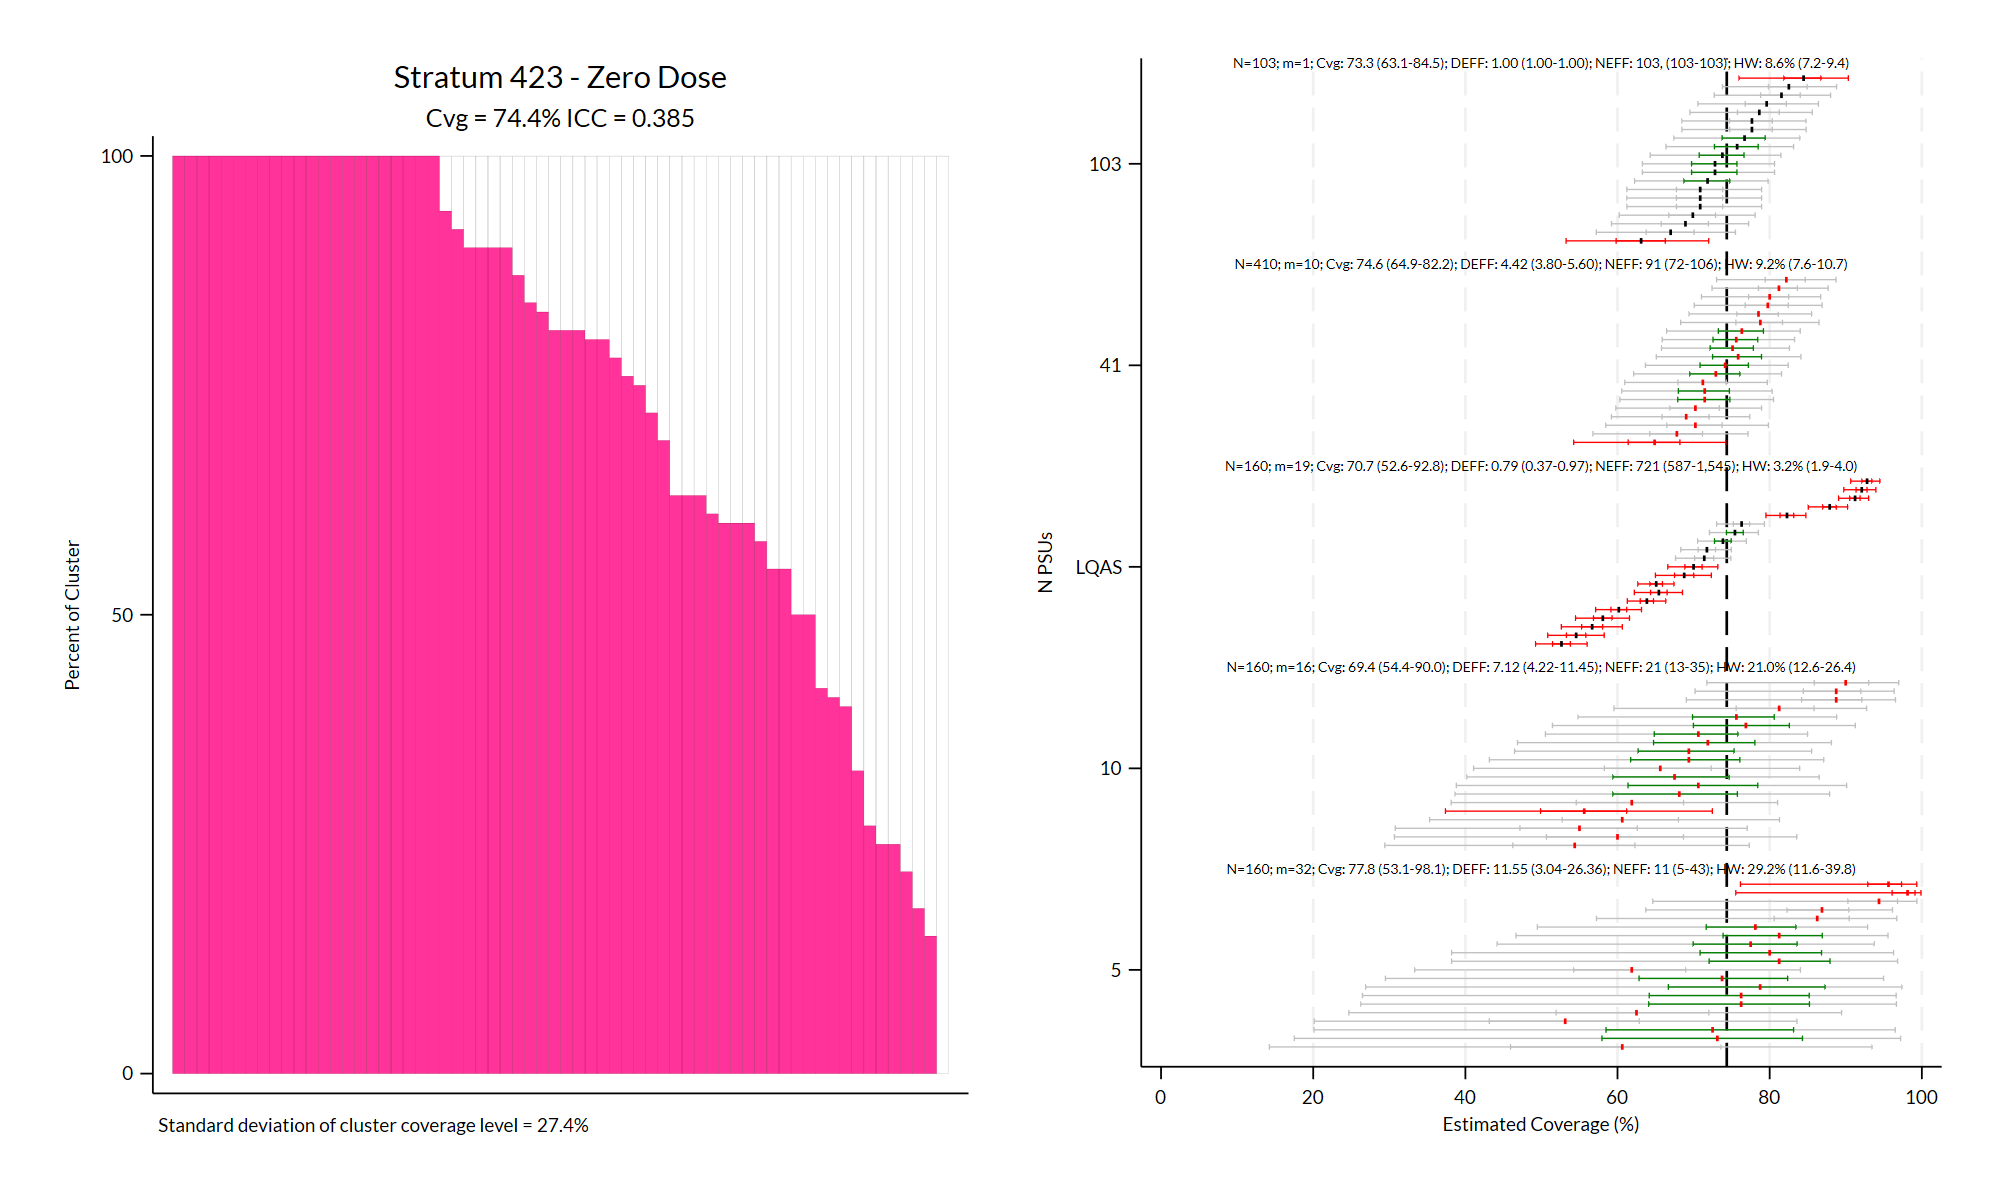 Stratum 423 - Zero Dose
Cvg = 74.4% ICC = 0.385
Percent of Cluster
100
50
0
Standard deviation of cluster coverage level = 27.4%
N PSUs
N=103; m=1; Cvg: 73.3 (63.1-84.5); DEFF: 1.00 (1.00-1.00); NEFF: 103, (103-103); HW: 8.6% (7.2-9.4)
103
N=410; m=10; Cvg: 74.6 (64.9-82.2); DEFF: 4.42 (3.80-5.60); NEFF: 91 (72-106); HW: 9.2% (7.6-10.7)
41
N=160; m=19; Cvg: 70.7 (52.6-92.8); DEFF: 0.79 (0.37-0.97); NEFF: 721 (587-1,545); HW: 3.2% (1.9-4.0)
LQAS
N=160; m=16; Cvg: 69.4 (54.4-90.0); DEFF: 7.12 (4.22-11.45); NEFF: 21 (13-35); HW: 21.0% (12.6-26.4)
10
N=160; m=32; Cvg: 77.8 (53.1-98.1); DEFF: 11.55 (3.04-26.36); NEFF: 11 (5-43); HW: 29.2% (11.6-39.8)
5
0 20 40 60 80 100
Estimated Coverage (%)